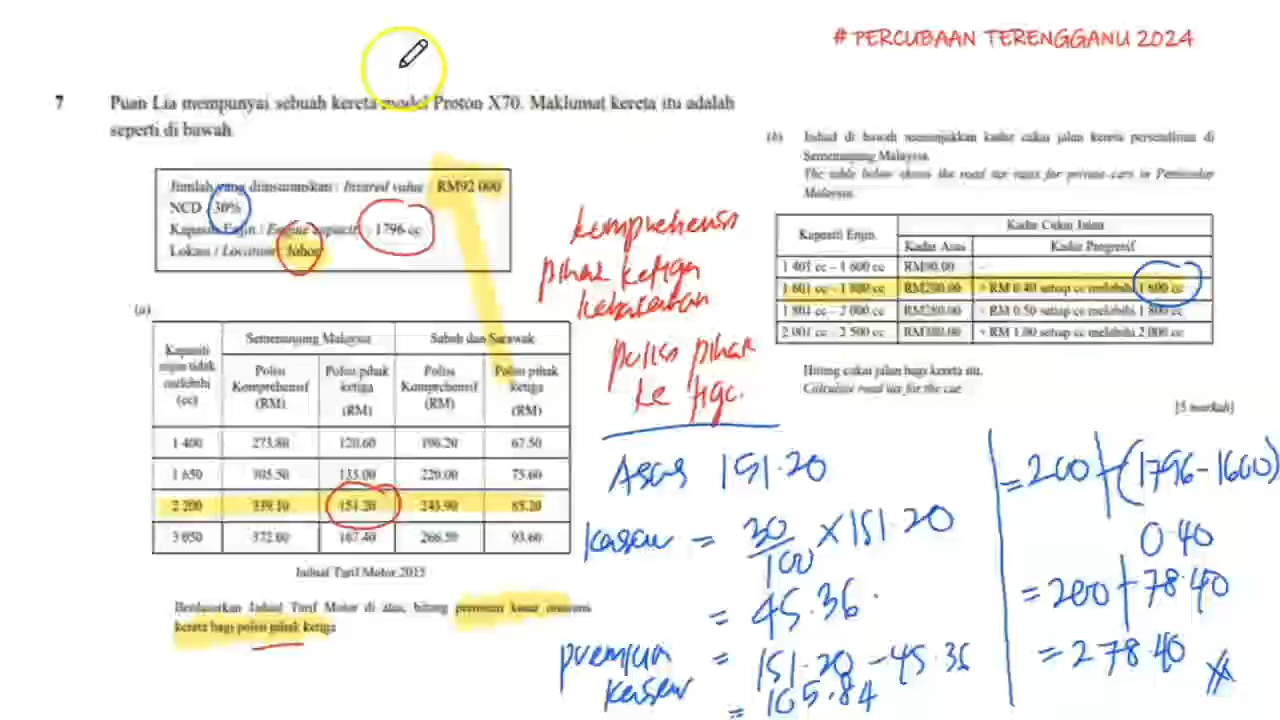 # PERCUBAAN TERENGGANU 2024
7 Puan Lia mempunyai sebuah kereta model Proton X70. Maklumat kereta itu adalah
seperti di bawah
Jumlah yang diinsuranskan / Insured value : RM92 000
NCD : 30%
Kapasiti Enjin / Engine capacity : 1796 cc
Lokasi / Location : Johor
(a)
Kapasiti enjin tidak melebihi (cc)
Semenanjung Malaysia
Sabah dan Sarawak
Polisi Komprehensif (RM)
Polisi pihak ketiga (RM)
Polisi Komprehensif (RM)
Polisi pihak ketiga (RM)
1 400 273.80 120.60 196.20 67.50
1 650 305.50 135.00 220.00 75.60
2 200 339.10 151.20 243.90 85.20
3 050 372.60 167.40 266.50 93.60
Jadual Tarif Motor 2015
Berdasarkan Jadual Tarif Motor di atas, hitung premium kasar insurans
kereta bagi polisi pihak ketiga
(b) Jadual di bawah menunjukkan kadar cukai jalan kereta persendirian di
Semenanjung Malaysia.
The table below shows the road tax rates for private cars in Peninsular
Malaysia.
Kapasiti Enjin
Kadar Cukai Jalan
Kadar Asas
Kadar Progresif
1 401 cc – 1 600 cc RM90.00 -
1 601 cc – 1 800 cc RM200.00 + RM 0.40 setiap cc melebihi 1 600 cc
1 801 cc – 2 000 cc RM280.00 + RM 0.50 setiap cc melebihi 1 800 cc
2 001 cc – 2 500 cc RM380.00 + RM 1.00 setiap cc melebihi 2 000 cc
Hitung cukai jalan bagi kereta itu.
Calculate road tax for the car
[5 markah]
komprehensif
pihak ketiga
kebakaran
polisi pihak
ke tiga.
Asas 151.20
kasar = 30/100 × 151.20
= 45.36.
premium = 151.20 - 45.36
kasar = 105.84
= 200 + (1796-1600)
0.40
= 200 + 78.40
= 278.40